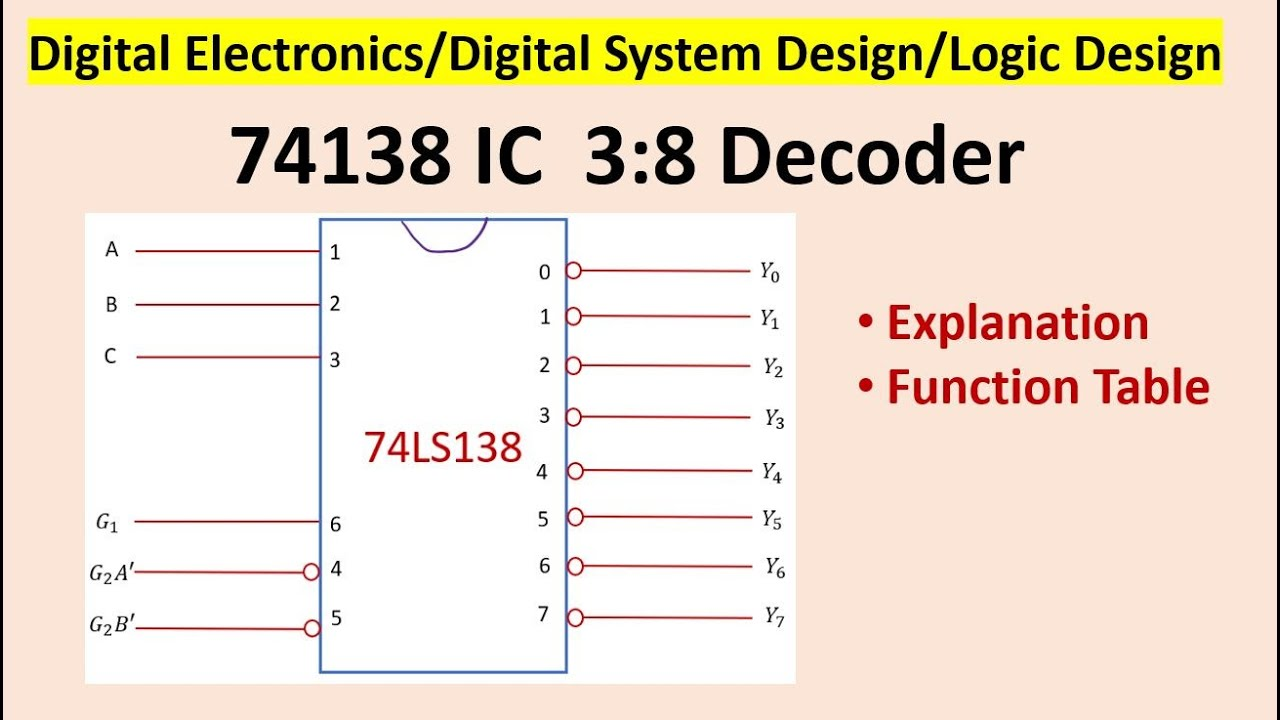 Digital Electronics/Digital System Design/Logic Design
74138 IC 3:8 Decoder
A 1
B 2
C 3
0 Y₀
1 Y₁
2 Y₂
3 Y₃
74LS138
4 Y₄
G₁ 6
5 Y₅
G₂A′ 4
6 Y₆
G₂B′ 5
7 Y₇
• Explanation
• Function Table